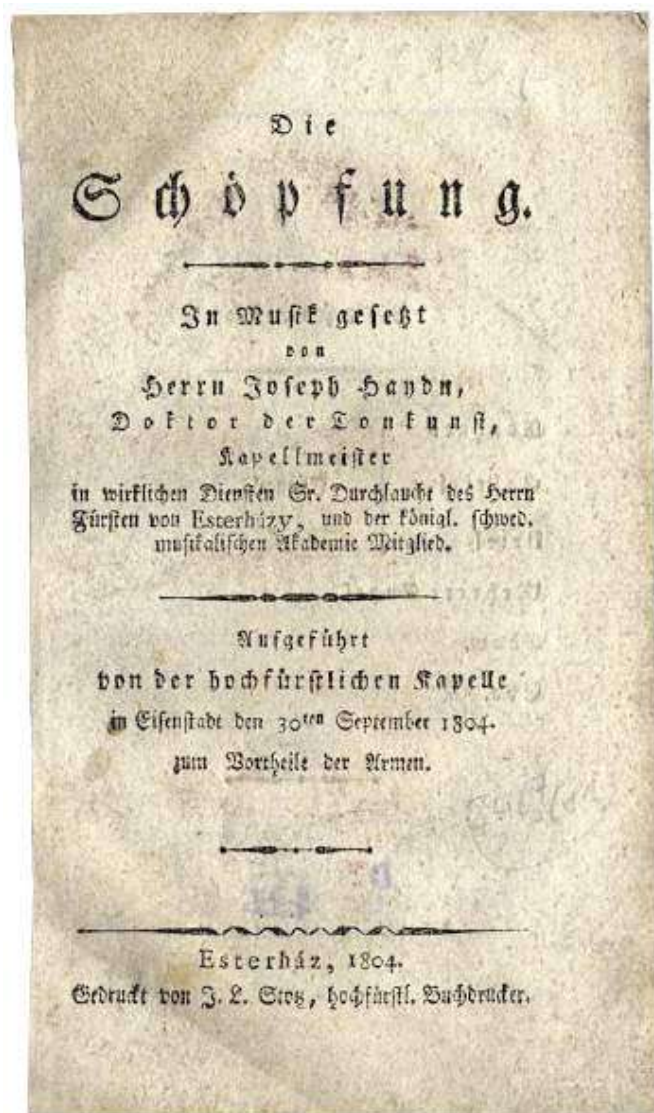 Die
Schöpfung.
In Musik gesetzt
von
Herrn Joseph Haydn,
Doktor der Tonkunst,
Kapellmeister
in wirklichen Diensten Sr. Durchlaucht des Herrn
Fürsten von Esterházy, und der königl. schwed.
musikalischen Akademie Mitglied.
Aufgeführt
von der hochfürstlichen Kapelle
in Eisenstadt den 30ten September 1804.
zum Vortheile der Armen.
Esterház, 1804.
Gedruckt von J. L. Stotz, hochfürstl. Buchdrucker.